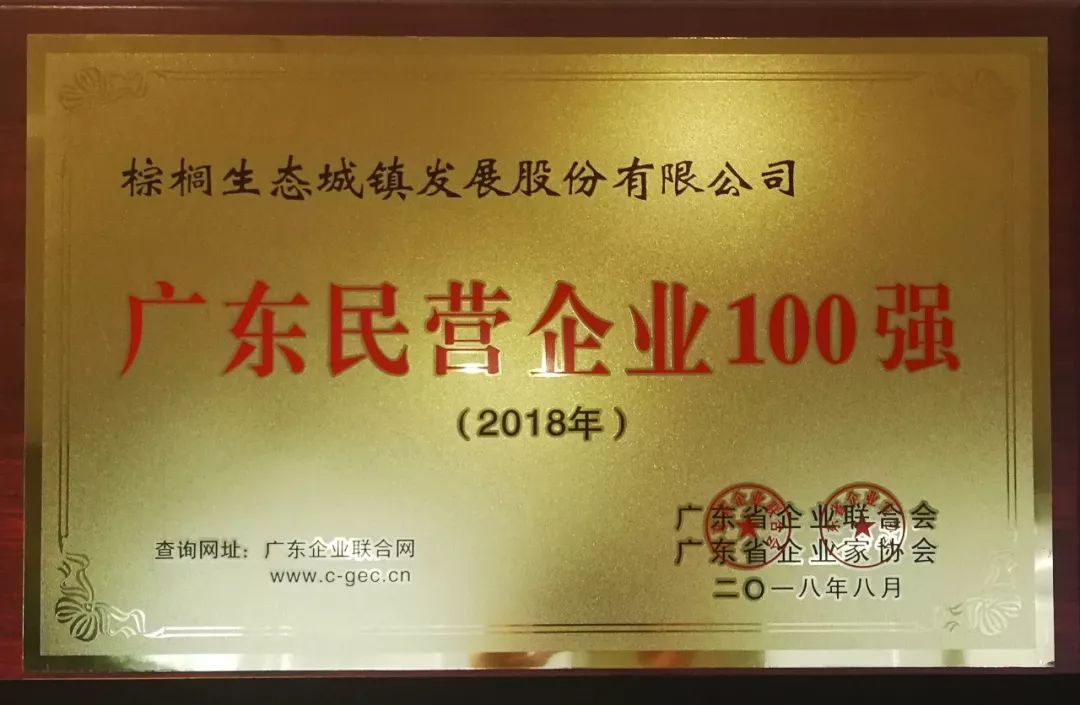 棕榈生态城镇发展股份有限公司
广东民营企业100强
（2018年）
广东省企业联合会
广东省企业家协会
二〇一八年八月
查询网址：广东企业联合网
www.c-gec.cn